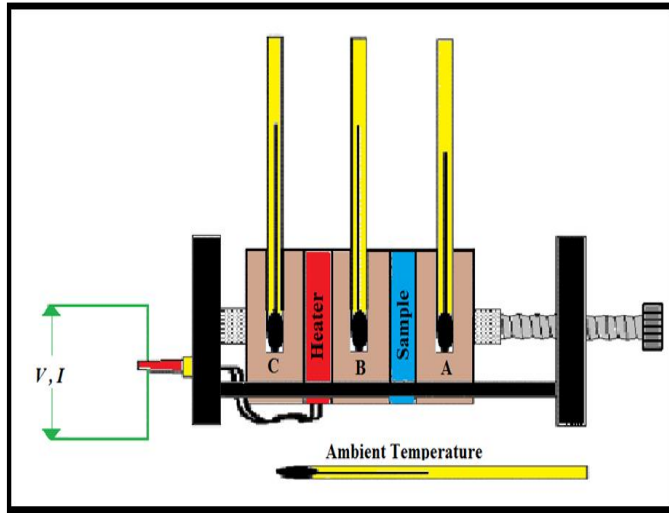 Heater
Sample
C
B
A
V, I
Ambient Temperature